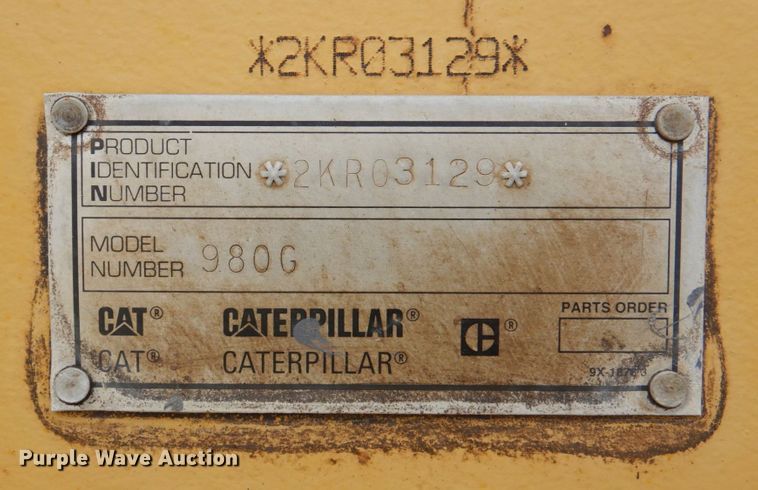 *2KR03129*
PRODUCT
IDENTIFICATION
NUMBER
*2KR03129*
MODEL
NUMBER
980G
CAT® CATERPILLAR® C® PARTS ORDER
CAT® CATERPILLAR®
Purple Wave Auction